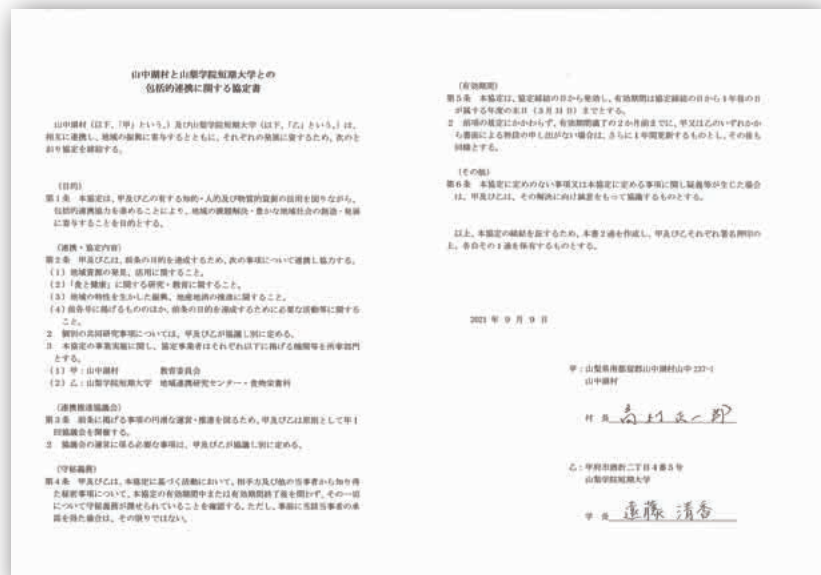 山中湖村と山梨学院短期大学との
包括的連携に関する協定書
山中湖村（以下、「甲」という。）及び山梨学院短期大学（以下、「乙」という。）は、
相互に連携し、地域の振興に寄与するとともに、それぞれの発展に資するため、次のと
おり協定を締結する。
（目的）
第1条 本協定は、甲及び乙の有する知的・人的及び物質的資源の活用を図りながら、
包括的連携協力を進めることにより、地域の課題解決・豊かな地域社会の創造・発展
に寄与することを目的とする。
（連携・協定内容）
第2条 甲及び乙は、前条の目的を達成するため、次の事項について連携し協力する。
（1）地域資源の発見、活用に関すること。
（2）「食と健康」に関する研究・教育に関すること。
（3）地域の特性を生かした振興、地産地消の推進に関すること。
（4）前各号に掲げるもののほか、前条の目的を達成するために必要な活動等に関する
こと。
2 個別の共同研究事項については、甲及び乙が協議し別に定める。
3 本協定の事業実施に関し、協定事業者はそれぞれ以下に掲げる機関等を所掌部門
とする。
（1）甲：山中湖村 教育委員会
（2）乙：山梨学院短期大学 地域連携研究センター・食物栄養科
（連携推進協議会）
第3条 前条に掲げる事項の円滑な運営・推進を図るため、甲及び乙は原則として年1
回協議会を開催する。
2 協議会の運営に係る必要な事項は、甲及び乙が協議し別に定める。
（守秘義務）
第4条 甲及び乙は、本協定に基づく活動において、相手方及び他の当事者から知り得
た秘密事項について、本協定の有効期間中または有効期間終了後を問わず、その一切
について守秘義務が課せられていることを確認する。ただし、事前に当該当事者の承
諾を得た場合は、その限りではない。
（有効期間）
第5条 本協定は、協定締結の日から発効し、有効期間は協定締結の日から1年後の日
が属する年度の末日（3月31日）までとする。
2 前項の規定にかかわらず、有効期間満了の2か月前までに、甲又は乙のいずれか
から書面による特段の申し出がない場合は、さらに1年間更新するものとし、その後も
同様とする。
（その他）
第6条 本協定に定めのない事項又は本協定に定める事項に関し疑義等が生じた場合
は、甲及び乙は、その解決に向け誠意をもって協議するものとする。
以上、本協定の締結を証するため、本書2通を作成し、甲及び乙それぞれ署名押印の
上、各自その1通を保有するものとする。
2021 年 9 月 9 日
甲：山梨県南都留郡山中湖村山中 237-1
山中湖村
村 長 高村正一郎
乙：甲府市酒折二丁目4番5号
山梨学院短期大学
学 長 遠藤 清香